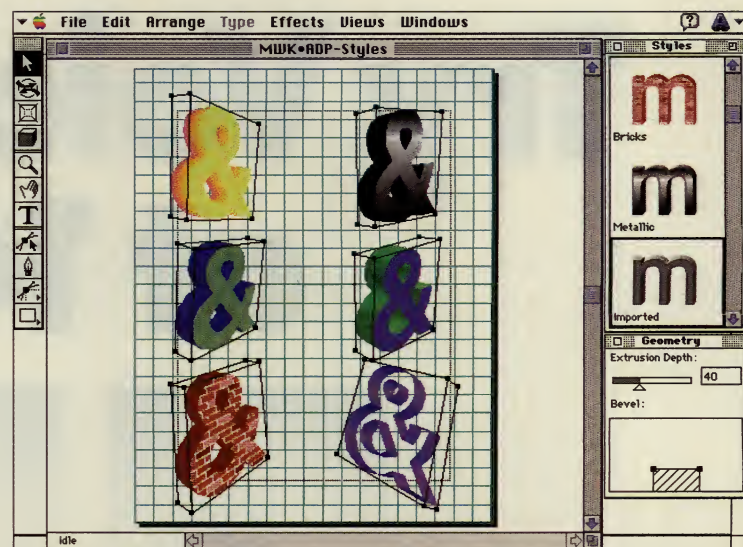 File Edit Arrange Type Effects Views Windows
MWK•ADP-Styles
Styles
&
&
m
Bricks
m
Metallic
&
&
m
Imported
T
Geometry
Extrusion Depth:
40
Bevel:
&
&
Idle